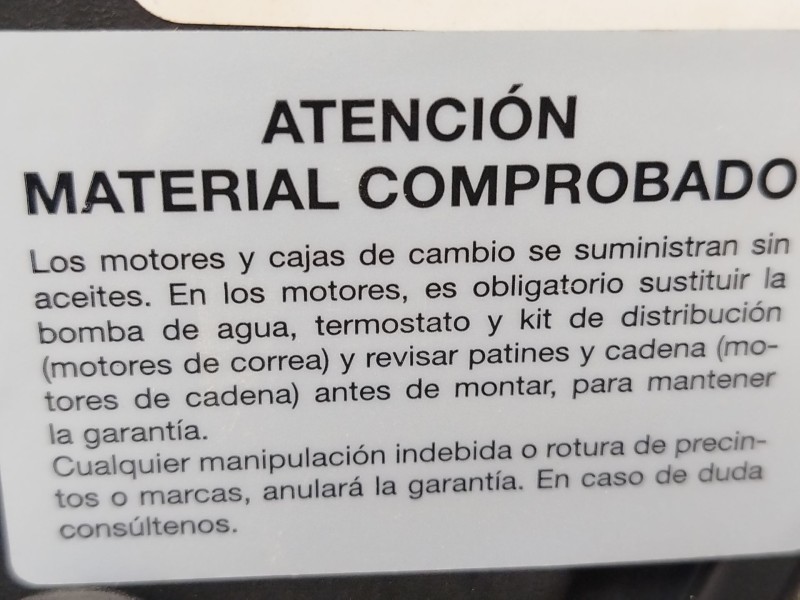 ATENCIÓN
MATERIAL COMPROBADO
Los motores y cajas de cambio se suministran sin
aceites. En los motores, es obligatorio sustituir la
bomba de agua, termostato y kit de distribución
(motores de correa) y revisar patines y cadena (mo-
tores de cadena) antes de montar, para mantener
la garantía.
Cualquier manipulación indebida o rotura de precin-
tos o marcas, anulará la garantía. En caso de duda
consúltenos.